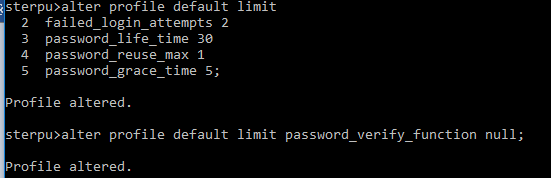 sterpu>alter profile default limit
2 failed_login_attempts 2
3 password_life_time 30
4 password_reuse_max 1
5 password_grace_time 5;
Profile altered.
sterpu>alter profile default limit password_verify_function null;
Profile altered.